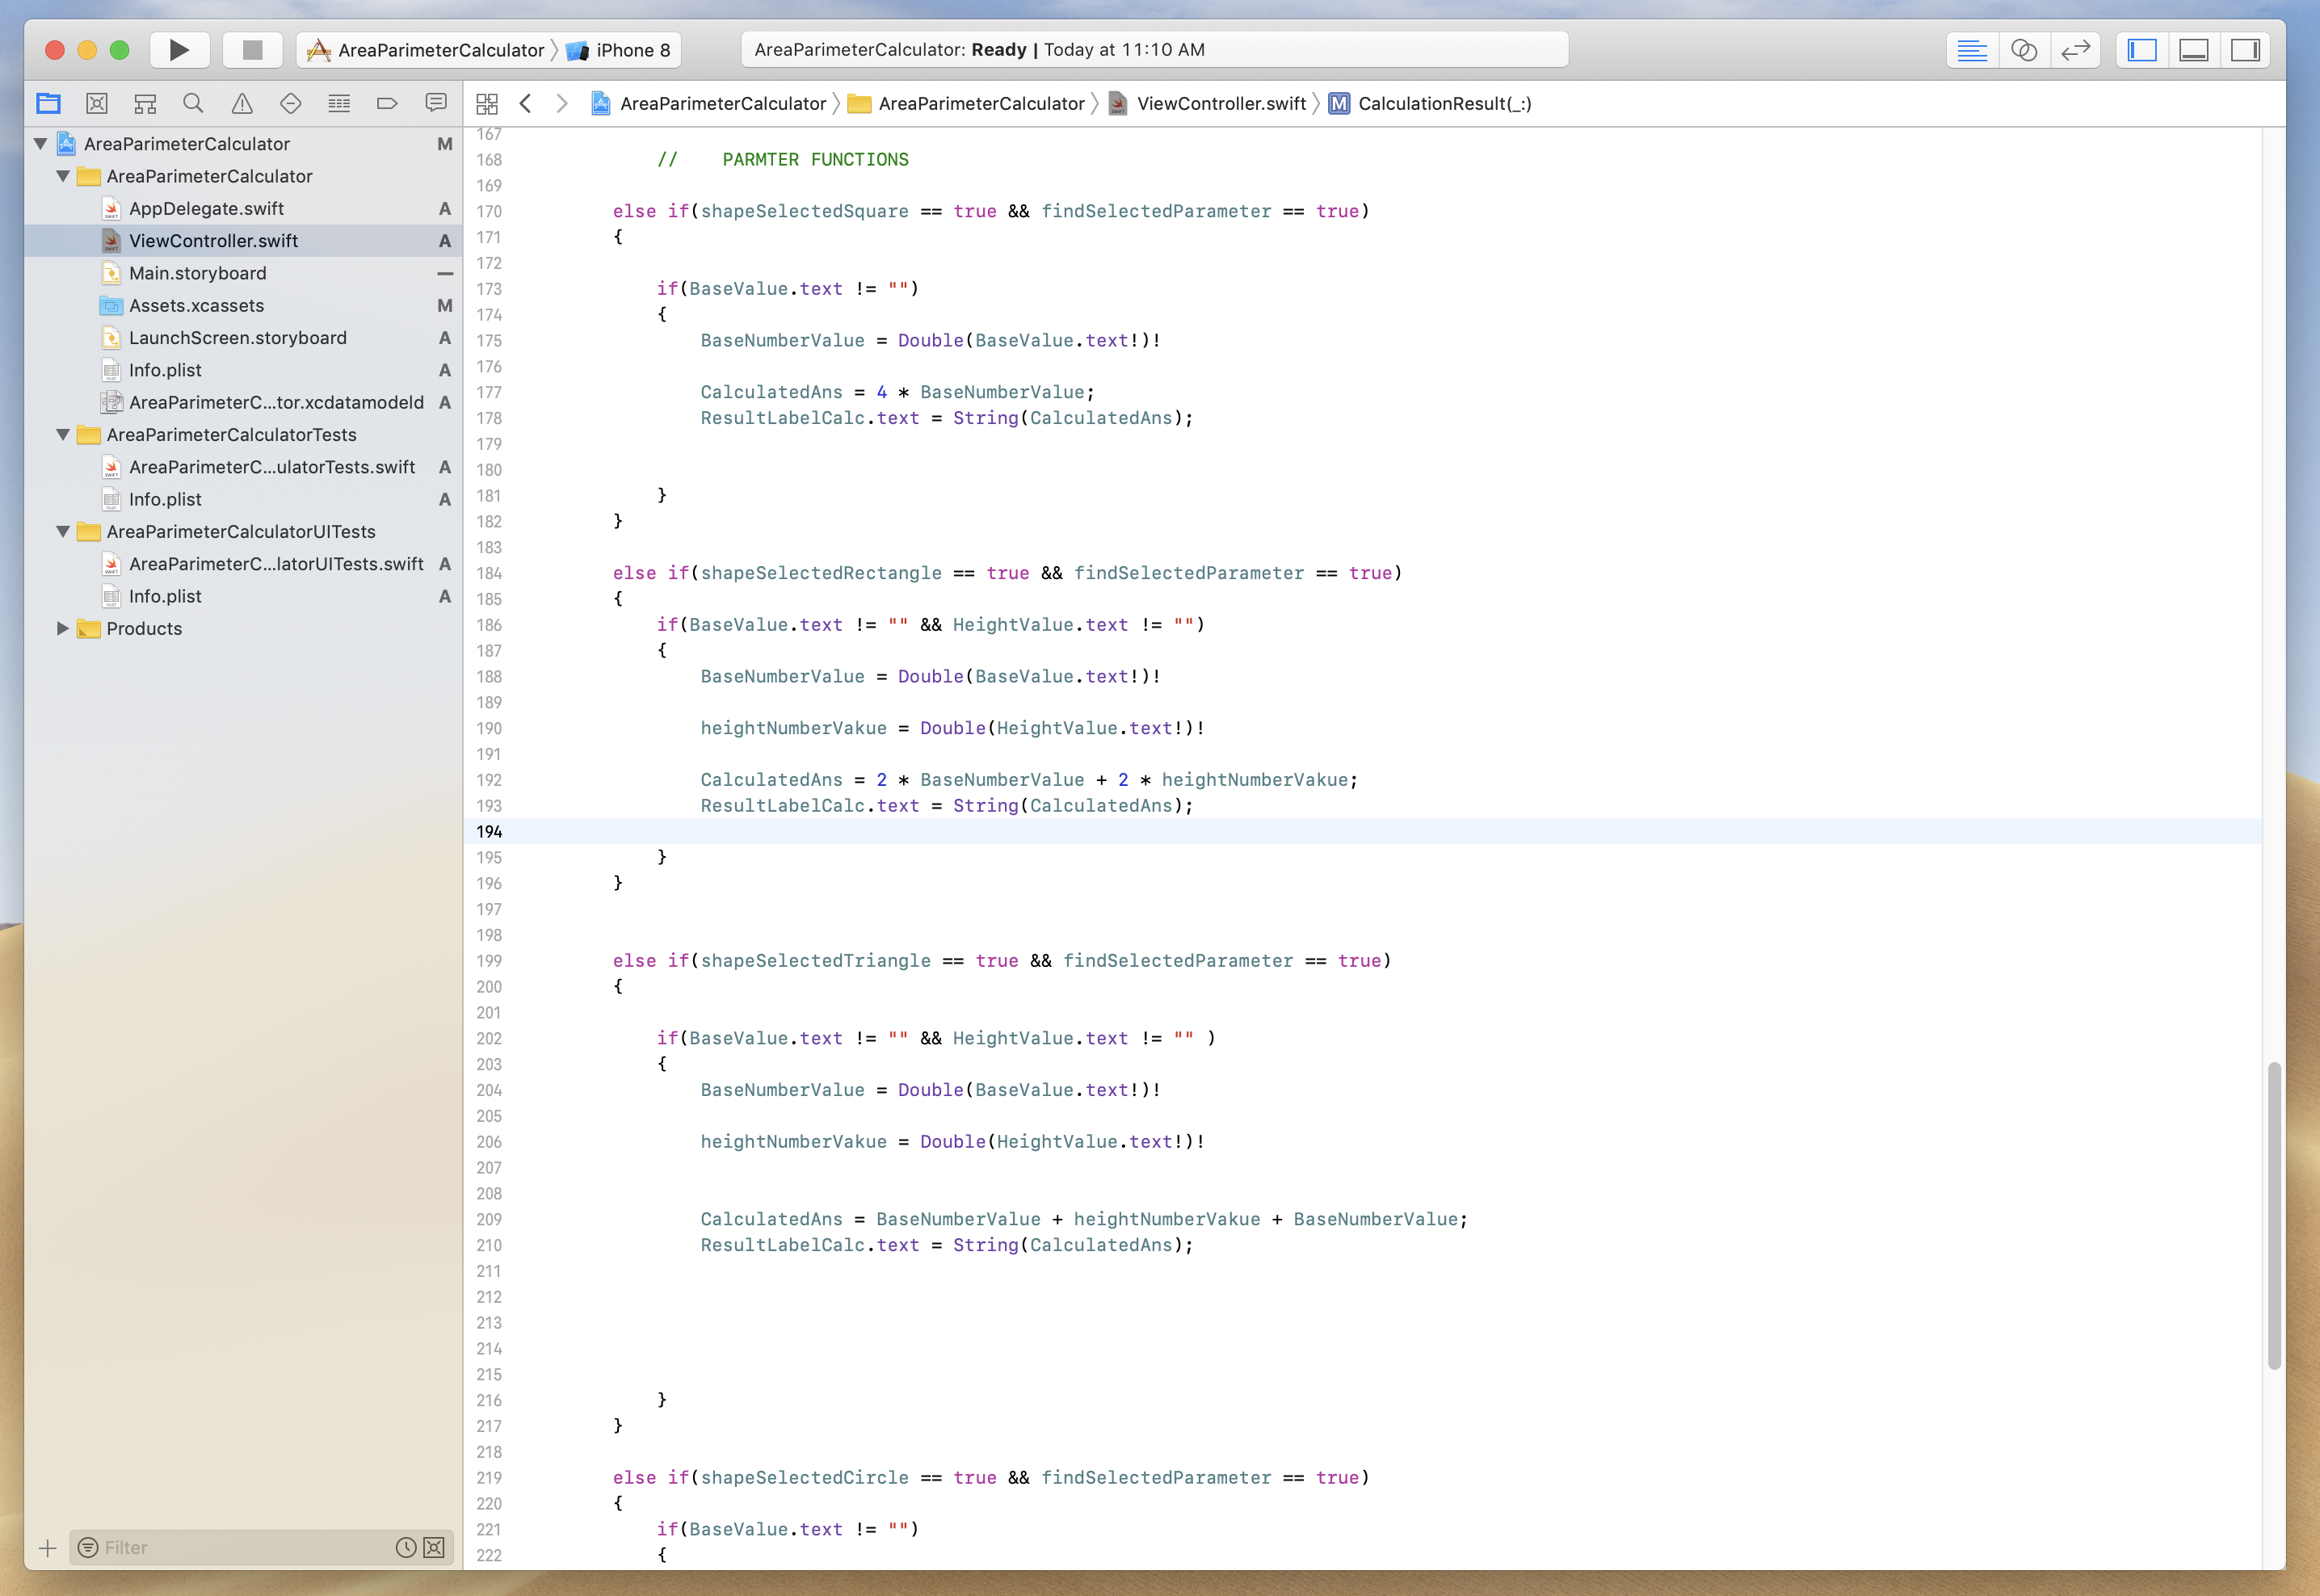 AreaParimeterCalculator iPhone 8
AreaParimeterCalculator: Ready | Today at 11:10 AM
AreaParimeterCalculator AreaParimeterCalculator ViewController.swift M CalculationResult(_:)
AreaParimeterCalculator M
AreaParimeterCalculator
AppDelegate.swift A
ViewController.swift A
Main.storyboard —
Assets.xcassets M
LaunchScreen.storyboard A
Info.plist A
AreaParimeterC...tor.xcdatamodeld A
AreaParimeterCalculatorTests
AreaParimeterC...ulatorTests.swift A
Info.plist A
AreaParimeterCalculatorUITests
AreaParimeterC...latorUITests.swift A
Info.plist A
Products
Filter
167
168 // PARMTER FUNCTIONS
169
170 else if(shapeSelectedSquare == true && findSelectedParameter == true)
171 {
172
173 if(BaseValue.text != "")
174 {
175 BaseNumberValue = Double(BaseValue.text!)!
176
177 CalculatedAns = 4 * BaseNumberValue;
178 ResultLabelCalc.text = String(CalculatedAns);
179
180
181 }
182 }
183
184 else if(shapeSelectedRectangle == true && findSelectedParameter == true)
185 {
186 if(BaseValue.text != "" && HeightValue.text != "")
187 {
188 BaseNumberValue = Double(BaseValue.text!)!
189
190 heightNumberVakue = Double(HeightValue.text!)!
191
192 CalculatedAns = 2 * BaseNumberValue + 2 * heightNumberVakue;
193 ResultLabelCalc.text = String(CalculatedAns);
194
195 }
196 }
197
198
199 else if(shapeSelectedTriangle == true && findSelectedParameter == true)
200 {
201
202 if(BaseValue.text != "" && HeightValue.text != "" )
203 {
204 BaseNumberValue = Double(BaseValue.text!)!
205
206 heightNumberVakue = Double(HeightValue.text!)!
207
208
209 CalculatedAns = BaseNumberValue + heightNumberVakue + BaseNumberValue;
210 ResultLabelCalc.text = String(CalculatedAns);
211
212
213
214
215
216 }
217 }
218
219 else if(shapeSelectedCircle == true && findSelectedParameter == true)
220 {
221 if(BaseValue.text != "")
222 {